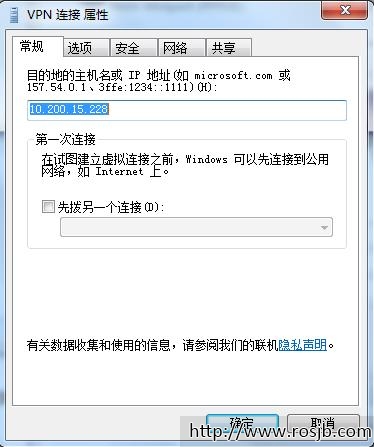 VPN 连接 属性
常规 选项 安全 网络 共享
目的地的主机名或 IP 地址(如 microsoft.com 或
157.54.0.1、3ffe:1234::1111)(H):
10.200.15.228
第一次连接
在试图建立虚拟连接之前，Windows 可以先连接到公用
网络，如 Internet 上。
先拨另一个连接(D):
有关数据收集和使用的信息，请参阅我们的联机隐私声明。
确定 取消
http://www.rosjb.com